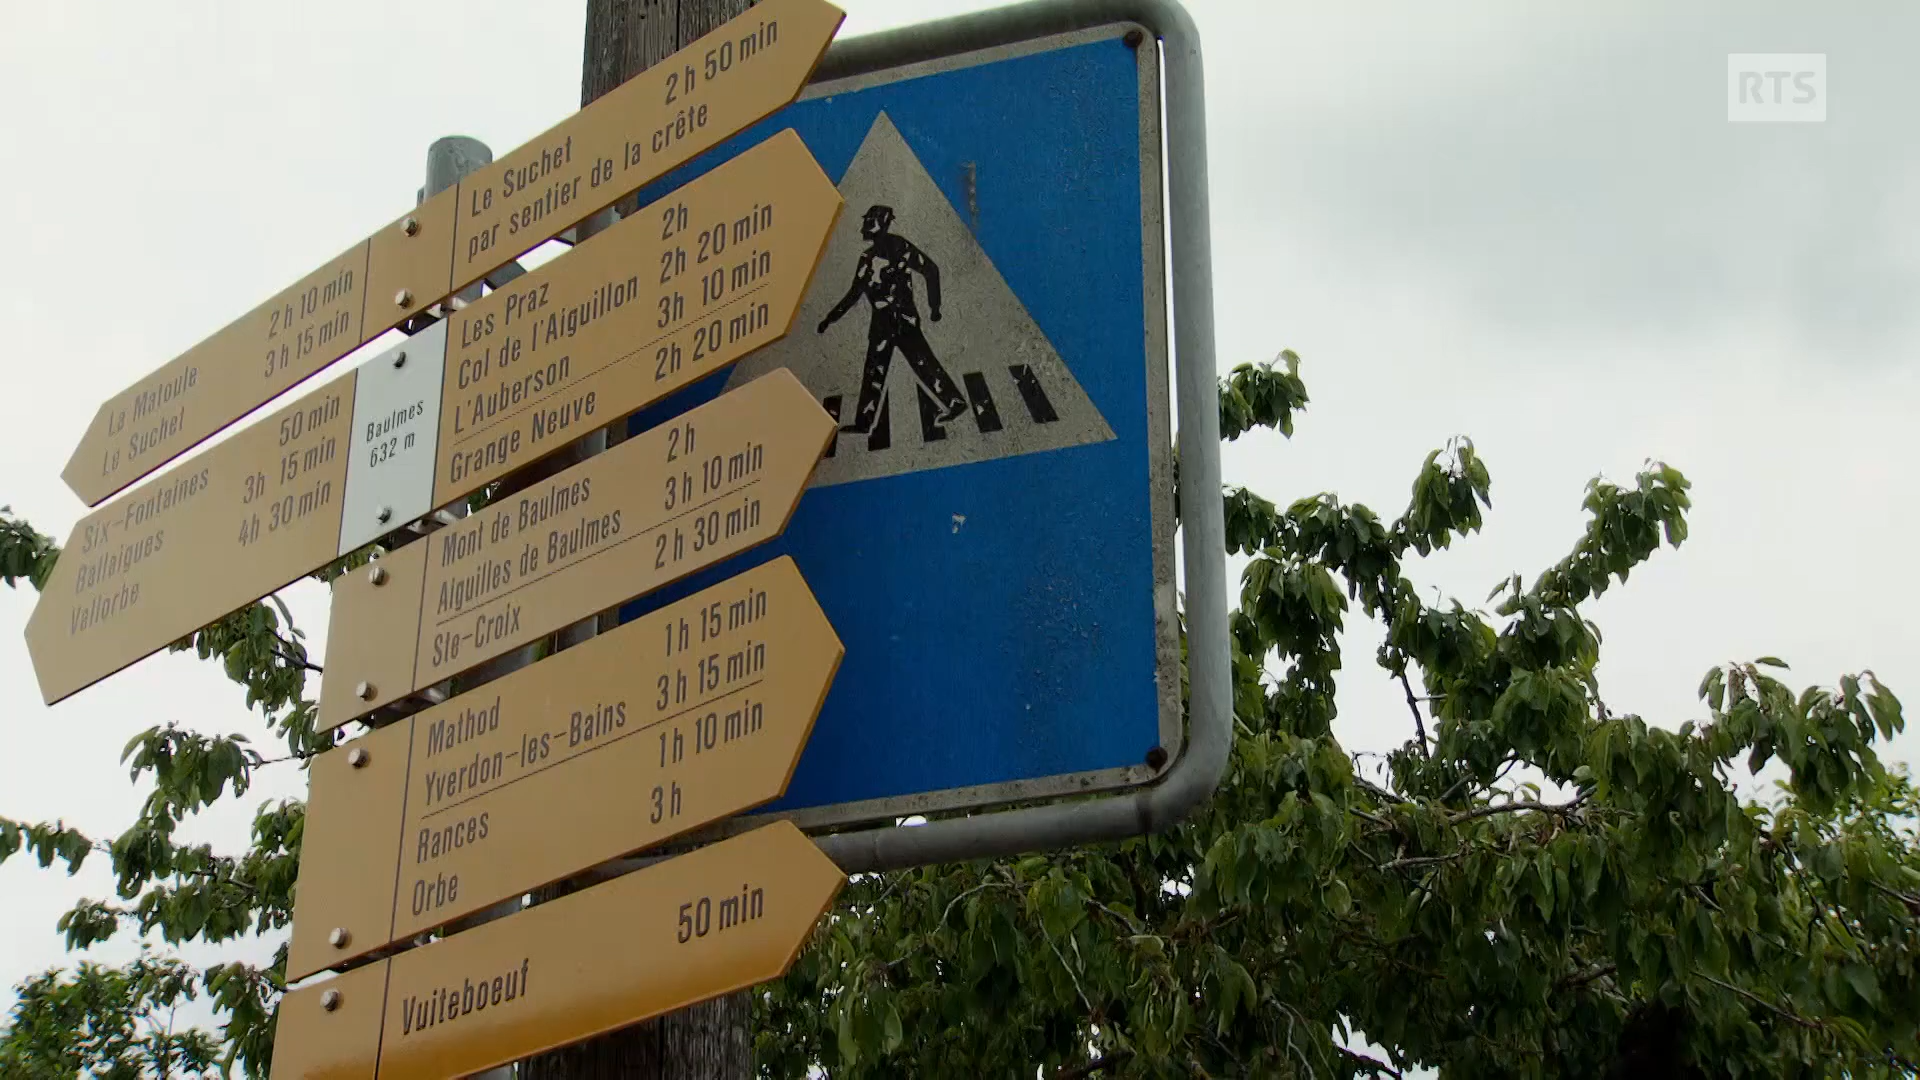 RTS
Le Suchet 2 h 50 min
par sentier de la crête
La Matoule 2 h 10 min
Le Suchet 3 h 15 min
Baulmes
632 m
Les Praz 2h
Col de l'Aiguillon 2h 20 min
L'Auberson 3h 10 min
Grange Neuve 2h 20 min
Six-Fontaines 50 min
Ballaigues 3h 15 min
Vallorbe 4h 30 min
Mont de Baulmes 2h
Aiguilles de Baulmes 3 h 10 min
Ste-Croix 2 h 30 min
Mathod 1 h 15 min
Yverdon-les-Bains 3 h 15 min
Rances 1 h 10 min
Orbe 3 h
Vuiteboeuf 50 min